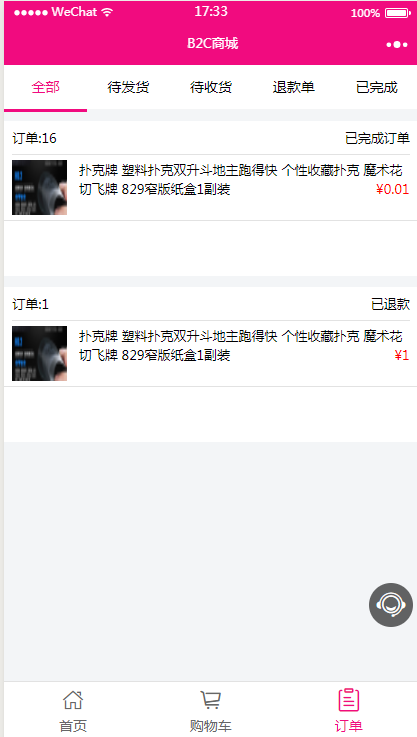 WeChat 17:33 100%
B2C商城
全部 待发货 待收货 退款单 已完成
订单:16 已完成订单
扑克牌 塑料扑克双升斗地主跑得快 个性收藏扑克 魔术花
切飞牌 829窄版纸盒1副装 ¥0.01
订单:1 已退款
扑克牌 塑料扑克双升斗地主跑得快 个性收藏扑克 魔术花
切飞牌 829窄版纸盒1副装 ¥1
首页 购物车 订单